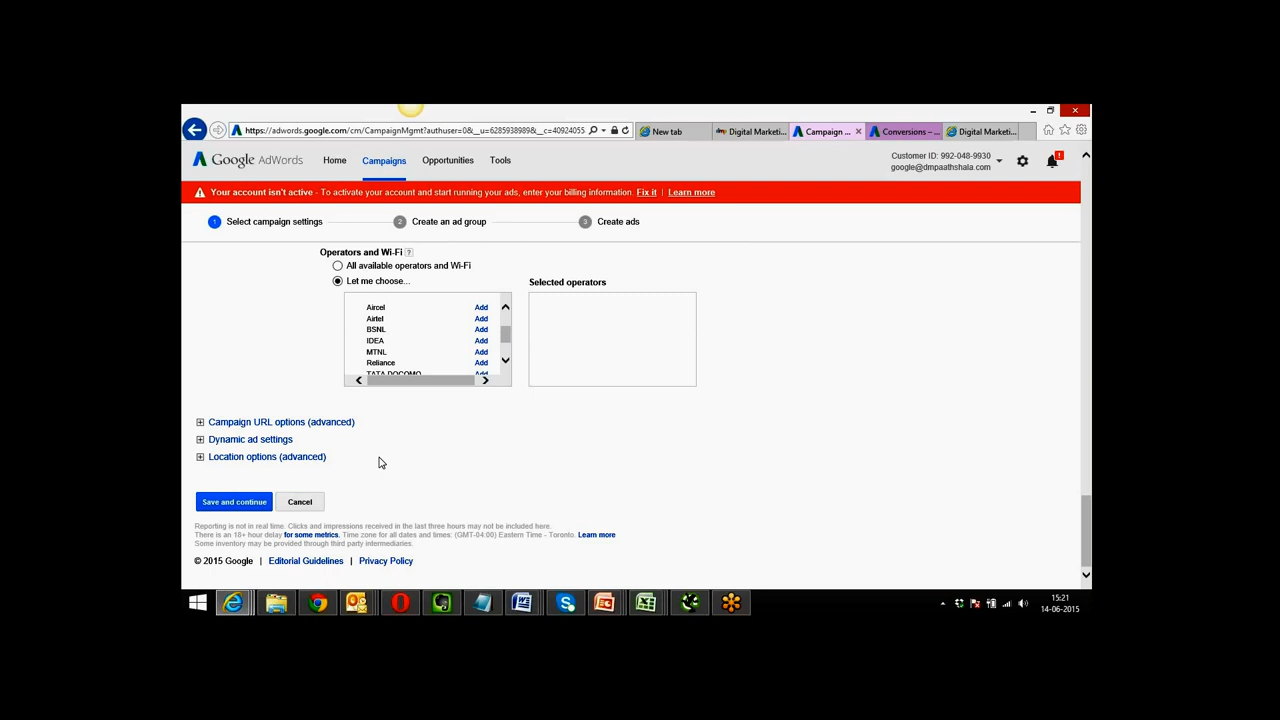 https://adwords.google.com/cm/CampaignMgmt?authuser=0&__u=6285938989&__c=40924055
New tab
Digital Marketi...
Campaign ...
Conversions – ...
Digital Marketi...
Google AdWords
Home
Campaigns
Opportunities
Tools
Customer ID: 992-048-9930
google@dmpaathshala.com
!
Your account isn't active - To activate your account and start running your ads, enter your billing information. Fix it | Learn more
1 Select campaign settings
2 Create an ad group
3 Create ads
Operators and Wi-Fi ?
All available operators and Wi-Fi
Let me choose...
Selected operators
Aircel Add
Airtel Add
BSNL Add
IDEA Add
MTNL Add
Reliance Add
TATA DOCOMO Add
Campaign URL options (advanced)
Dynamic ad settings
Location options (advanced)
Save and continue
Cancel
Reporting is not in real time. Clicks and impressions received in the last three hours may not be included here.
There is an 18+ hour delay for some metrics. Time zone for all dates and times: (GMT-04:00) Eastern Time - Toronto. Learn more
Some inventory may be provided through third party intermediaries.
© 2015 Google | Editorial Guidelines | Privacy Policy
15:21
14-06-2015